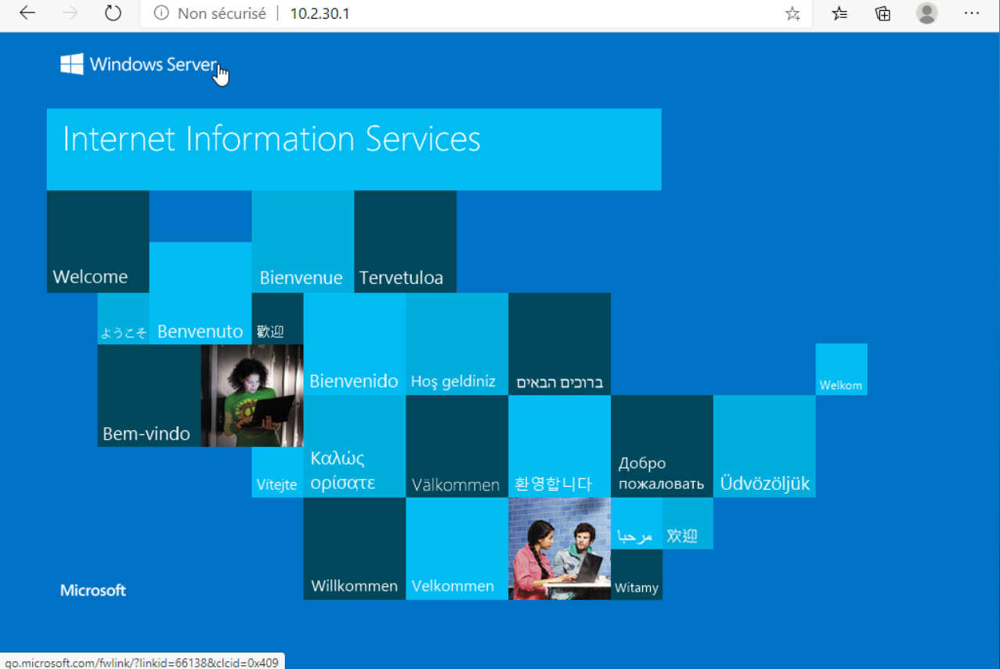 Non sécurisé | 10.2.30.1
Windows Server
Internet Information Services
Welcome
Bienvenue
Tervetuloa
ようこそ
Benvenuto
歡迎
Bienvenido
Hoş geldiniz
ברוכים הבאים
Welkom
Bem-vindo
Vítejte
Καλώς
ορίσατε
Välkommen
환영합니다
Добро
пожаловать
Üdvözöljük
مرحبا
欢迎
Willkommen
Velkommen
Witamy
Microsoft
go.microsoft.com/fwlink/?linkid=66138&clcid=0x409